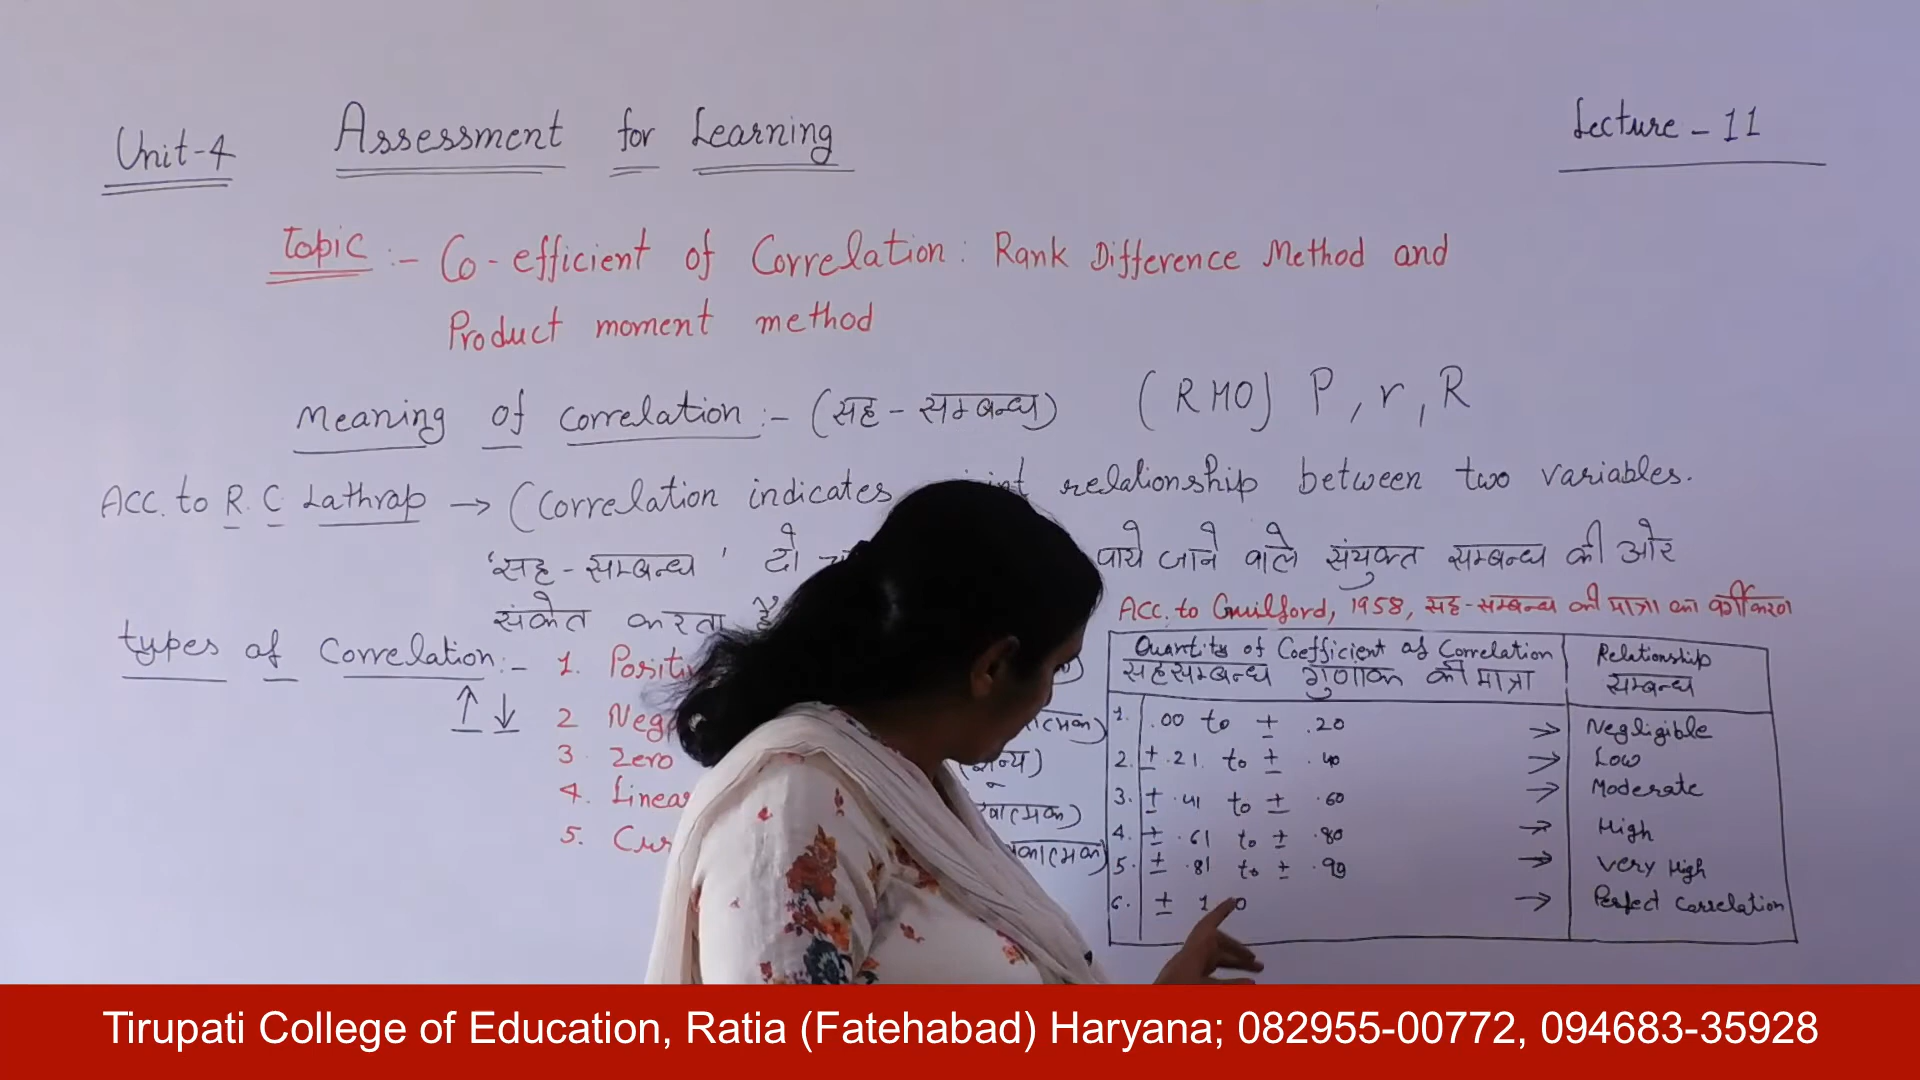 Unit-4 Assessment for Learning Lecture - 11
Topic :- Co-efficient of Correlation : Rank Difference Method and
Product moment method
Meaning of Correlation :- (सह - सम्बन्ध) (RHO) P, r, R
Acc. to R. C Lathrap → (Correlation indicates relationship between two variables.
'सह - सम्बन्ध' दो पाये जाने वाले संयुक्त सम्बन्ध की ओर
संकेत करता है
Types of Correlation :-
↑ ↓
1. Positiv
2 Neg
3. Zero
4. Linear
5. Cur
Acc. to Guilford, 1958, सह-सम्बन्ध की मात्रा का वर्गीकरण
Quantity of Coefficient of Correlation Relationship
सहसम्बन्ध गुणांक की मात्रा सम्बन्ध
1. .00 to ± .20 → Negligible
2. ± .21 to ± .40 → Low
3. ± .41 to ± .60 → Moderate
4. ± .61 to ± .80 → High
5. ± .81 to ± .99 → Very High
6. ± 1 0 → Perfect Correlation
Tirupati College of Education, Ratia (Fatehabad) Haryana; 082955-00772, 094683-35928